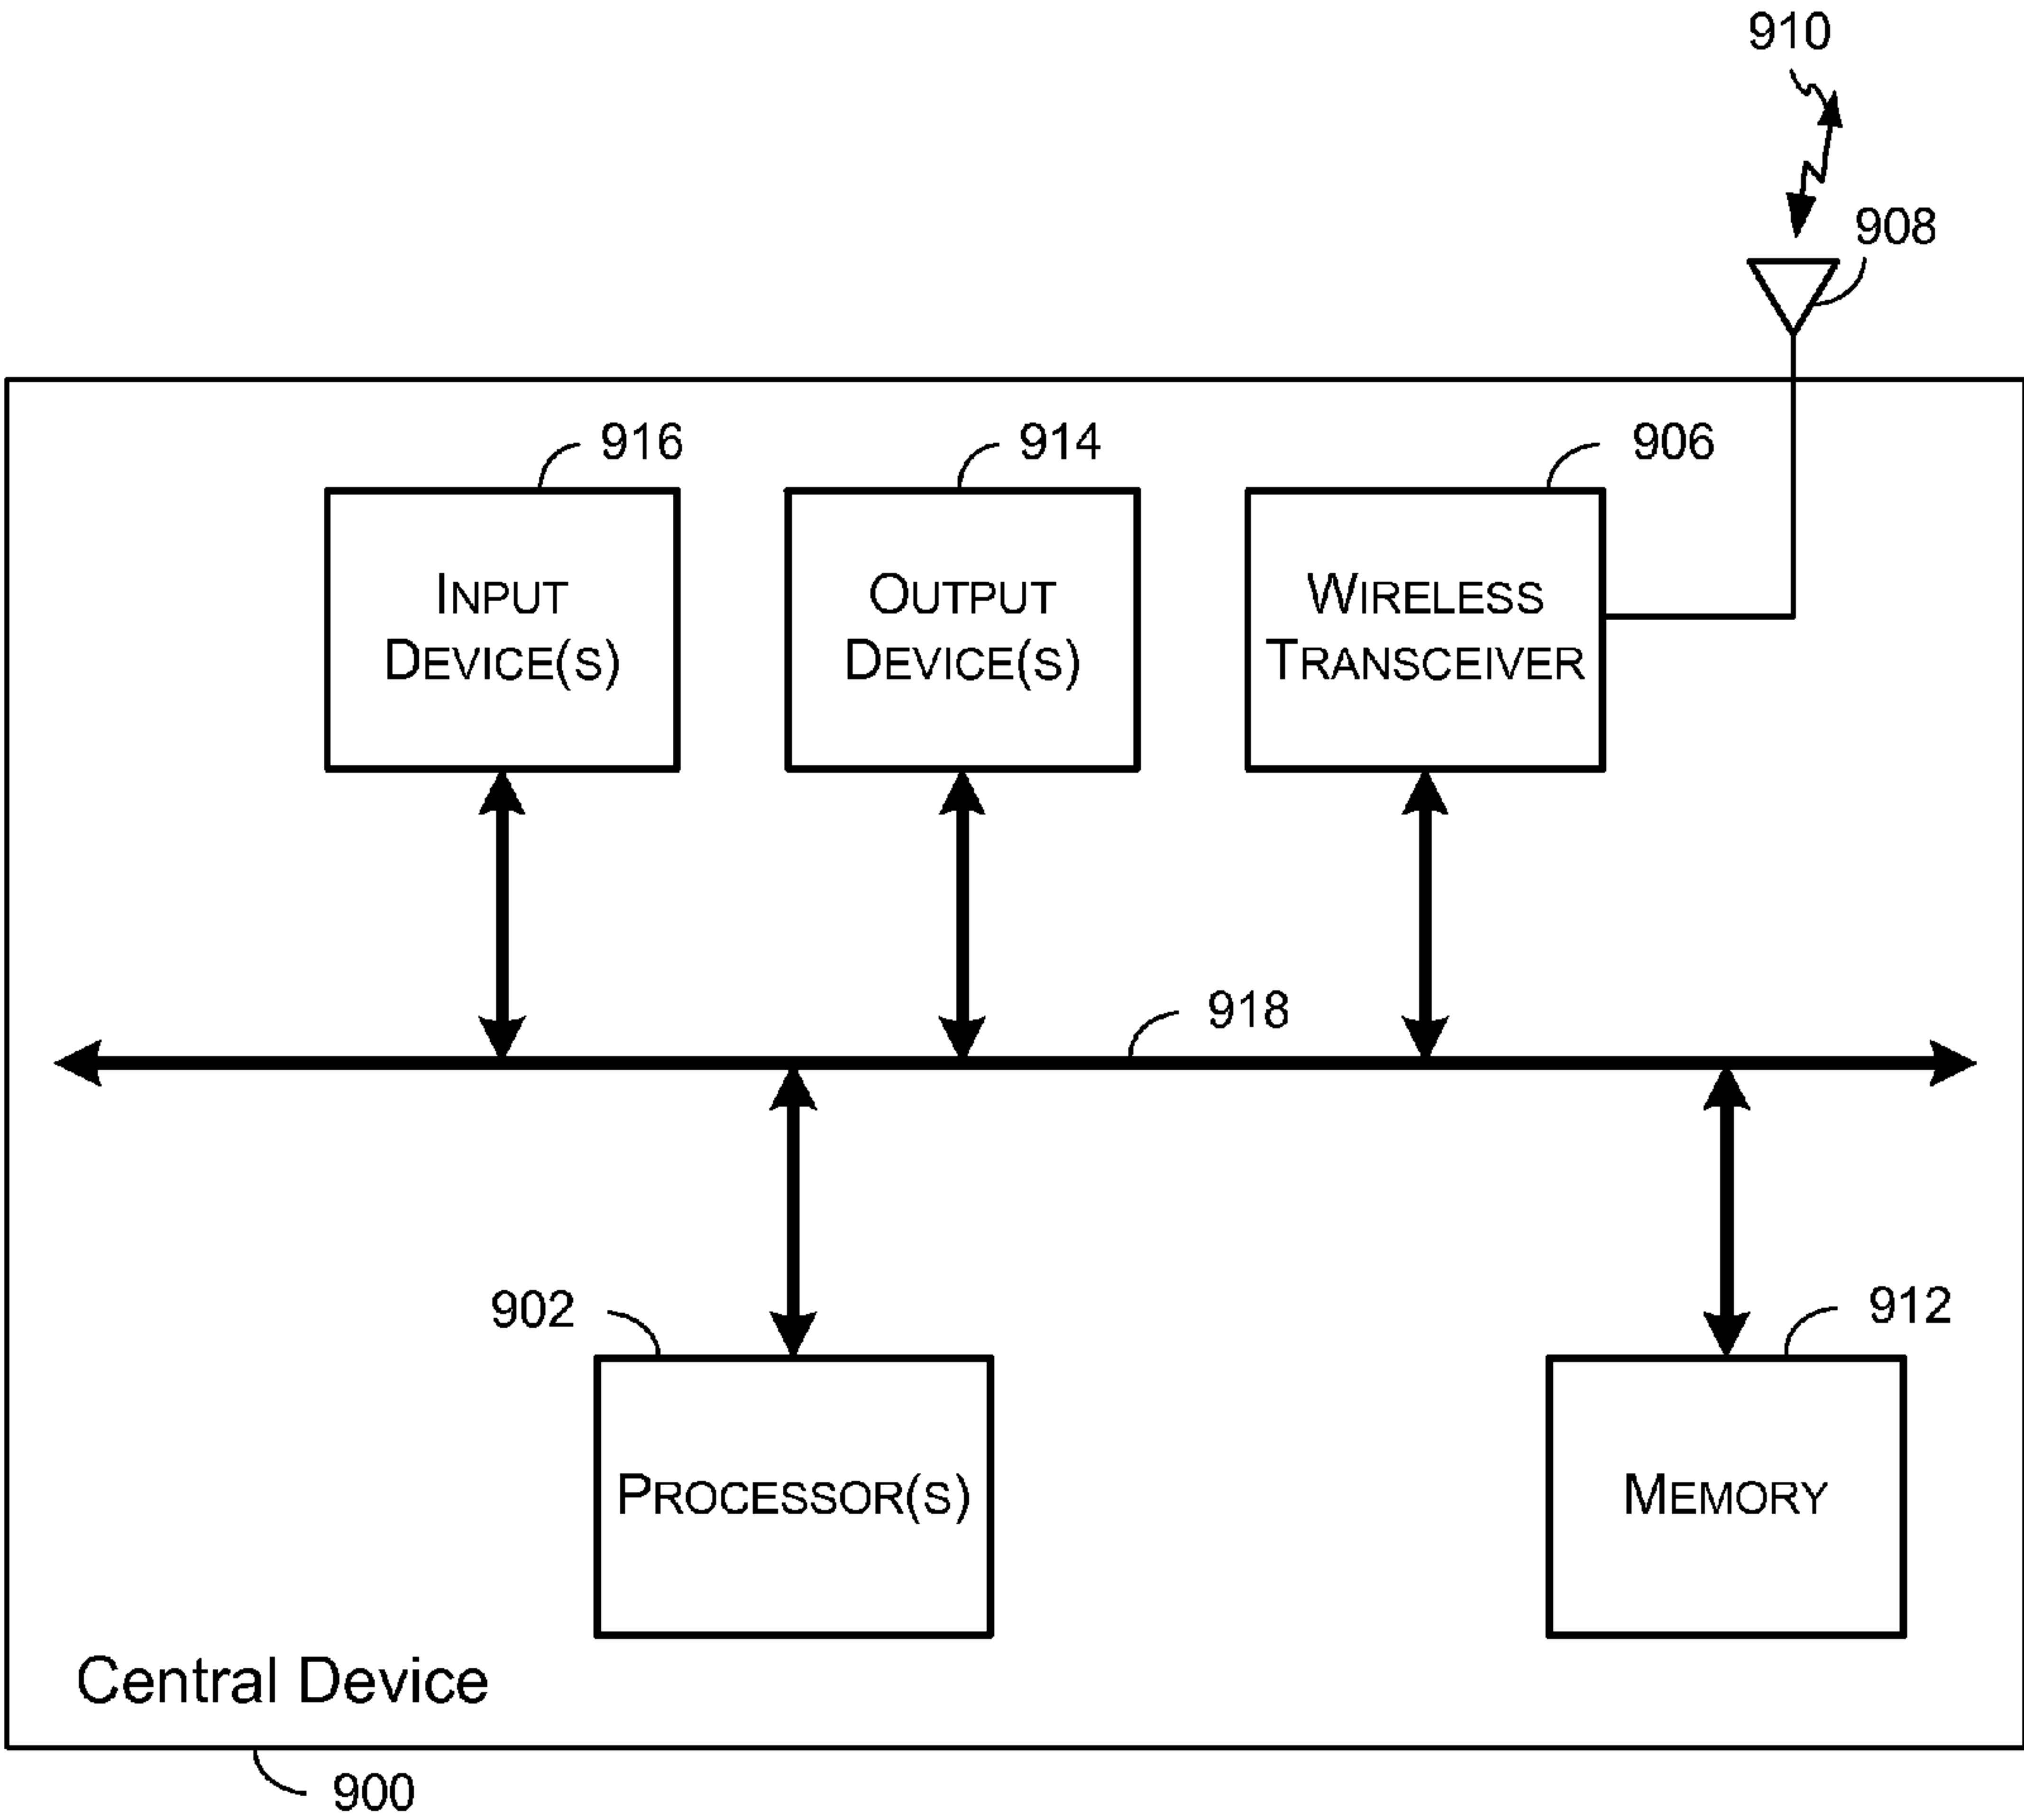 910
908
916
914
906
INPUT
DEVICE(S)
OUTPUT
DEVICE(S)
WIRELESS
TRANSCEIVER
918
902
912
PROCESSOR(S)
MEMORY
Central Device
900